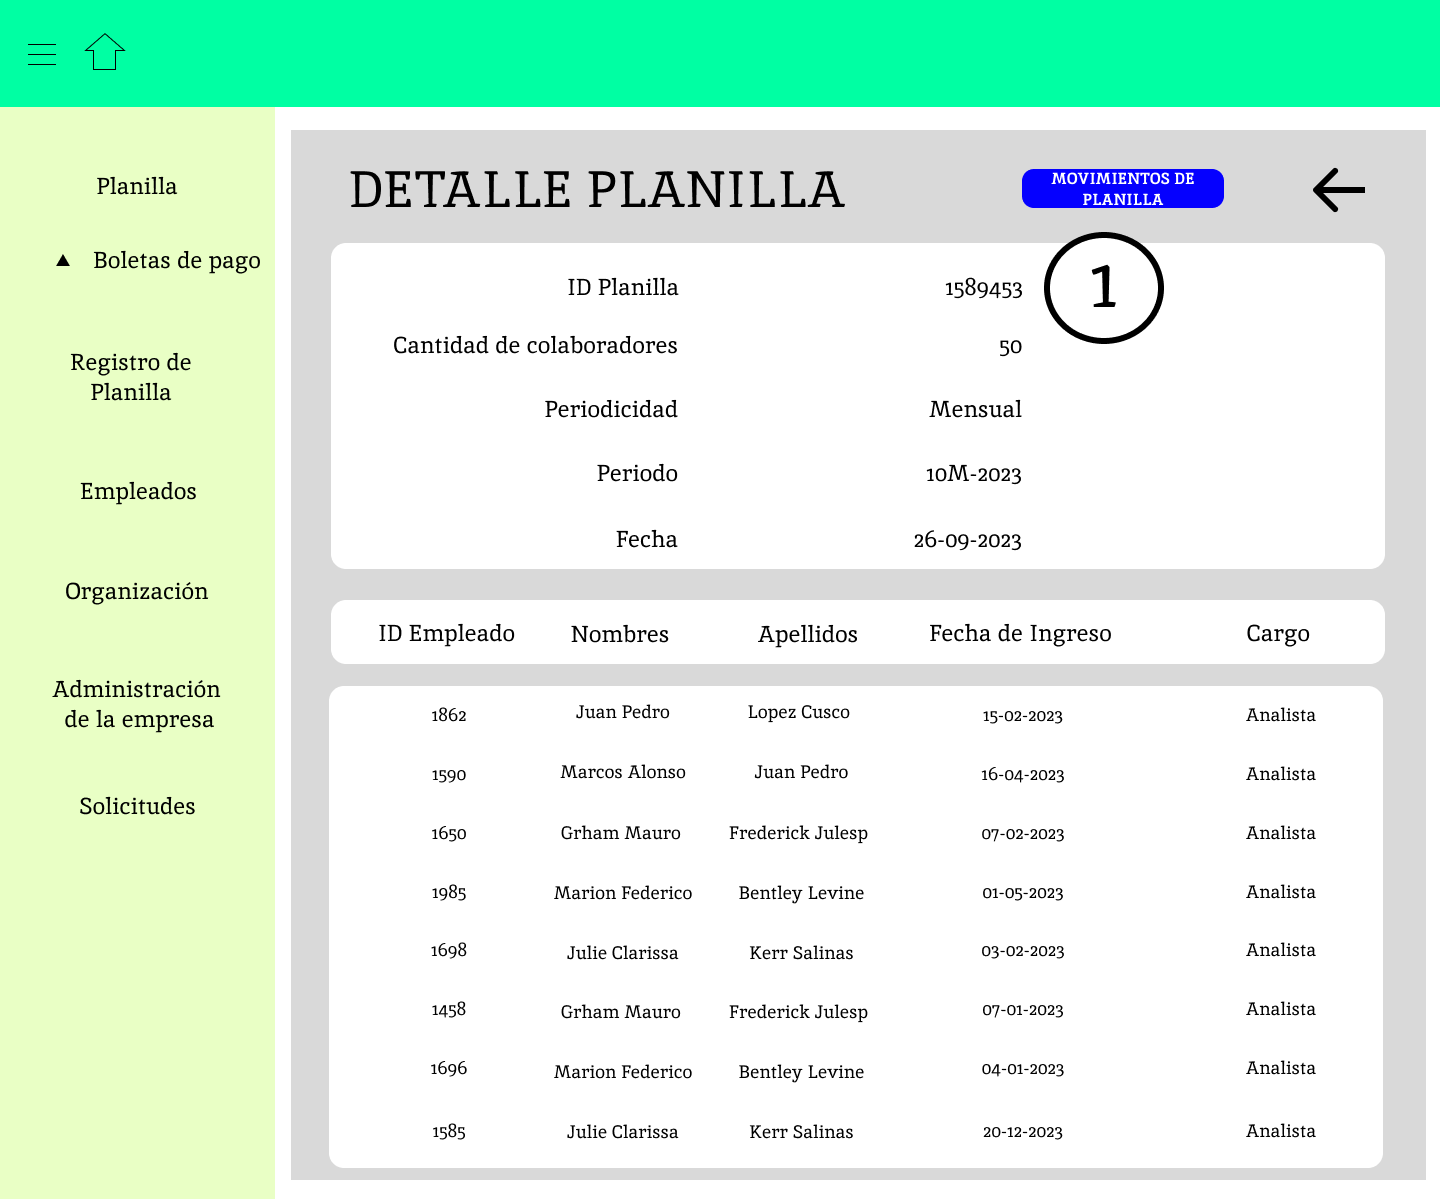 Planilla
Boletas de pago
Registro de
Planilla
Empleados
Organización
Administración
de la empresa
Solicitudes
DETALLE PLANILLA
MOVIMIENTOS DE
PLANILLA
ID Planilla 1589453
1
Cantidad de colaboradores 50
Periodicidad Mensual
Periodo 10M-2023
Fecha 26-09-2023
ID Empleado Nombres Apellidos Fecha de Ingreso Cargo
1862 Juan Pedro Lopez Cusco 15-02-2023 Analista
1590 Marcos Alonso Juan Pedro 16-04-2023 Analista
1650 Grham Mauro Frederick Julesp 07-02-2023 Analista
1985 Marion Federico Bentley Levine 01-05-2023 Analista
1698 Julie Clarissa Kerr Salinas 03-02-2023 Analista
1458 Grham Mauro Frederick Julesp 07-01-2023 Analista
1696 Marion Federico Bentley Levine 04-01-2023 Analista
1585 Julie Clarissa Kerr Salinas 20-12-2023 Analista